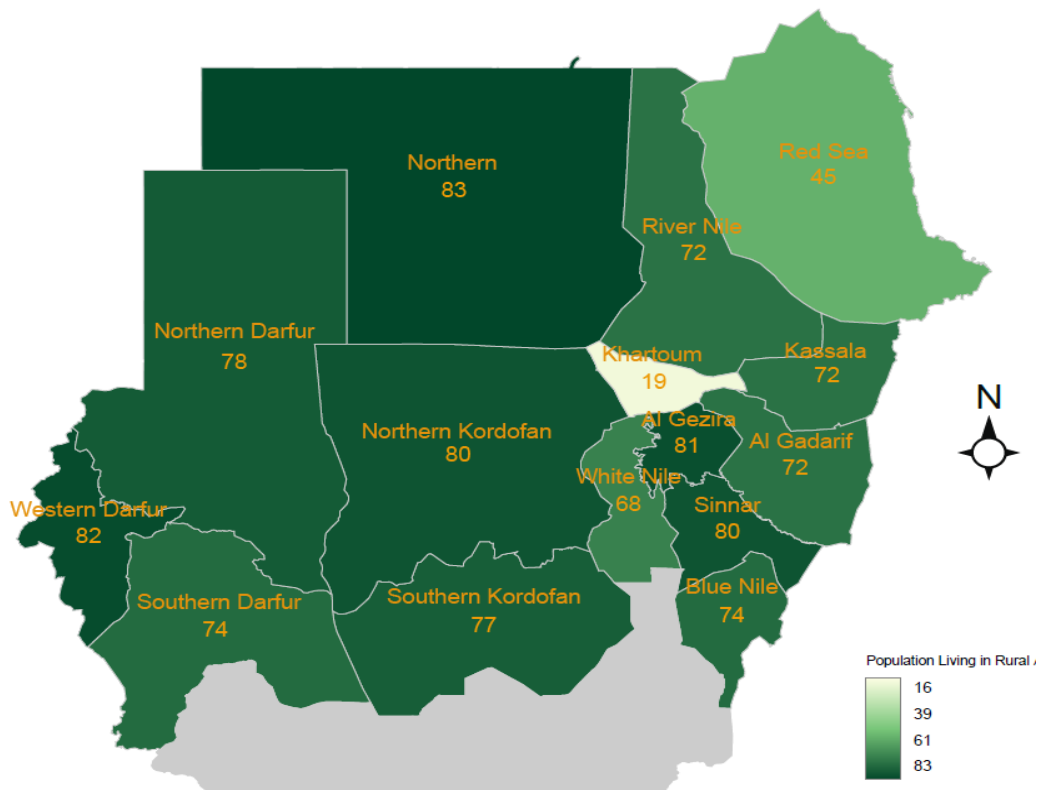 Red Sea
45
Northern
83
River Nile
72
Northern Darfur
78
Khartoum
19
Kassala
72
Al Gezira
81
Northern Kordofan
80
Al Gadarif
72
White Nile
68
Western Darfur
82
Sinnar
80
Blue Nile
74
Southern Kordofan
77
Southern Darfur
74
N
Population Living in Rural
16
39
61
83